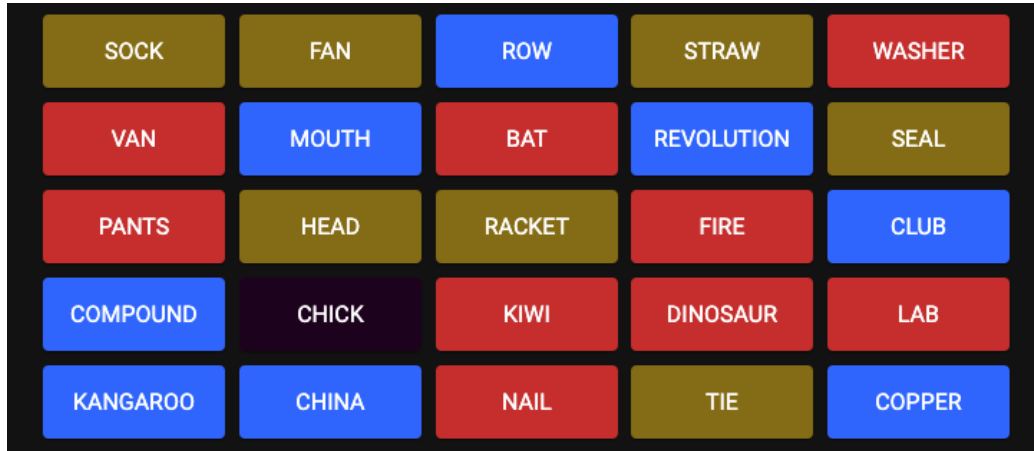 SOCK FAN ROW STRAW WASHER
VAN MOUTH BAT REVOLUTION SEAL
PANTS HEAD RACKET FIRE CLUB
COMPOUND CHICK KIWI DINOSAUR LAB
KANGAROO CHINA NAIL TIE COPPER